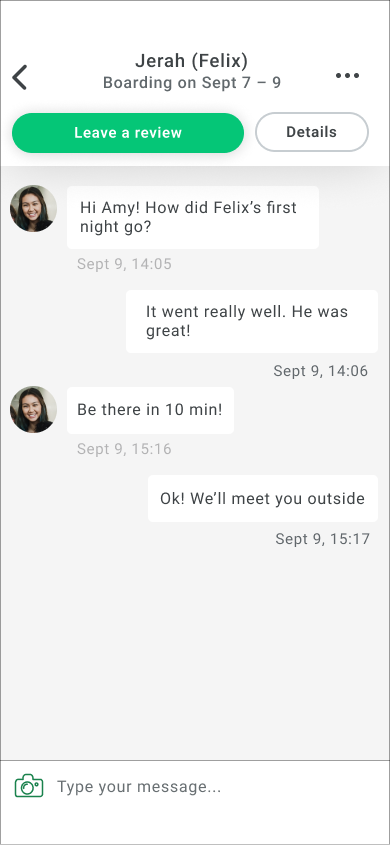 Jerah (Felix)
Boarding on Sept 7 – 9
Leave a review
Details
Hi Amy! How did Felix’s first
night go?
Sept 9, 14:05
It went really well. He was
great!
Sept 9, 14:06
Be there in 10 min!
Sept 9, 15:16
Ok! We’ll meet you outside
Sept 9, 15:17
Type your message...